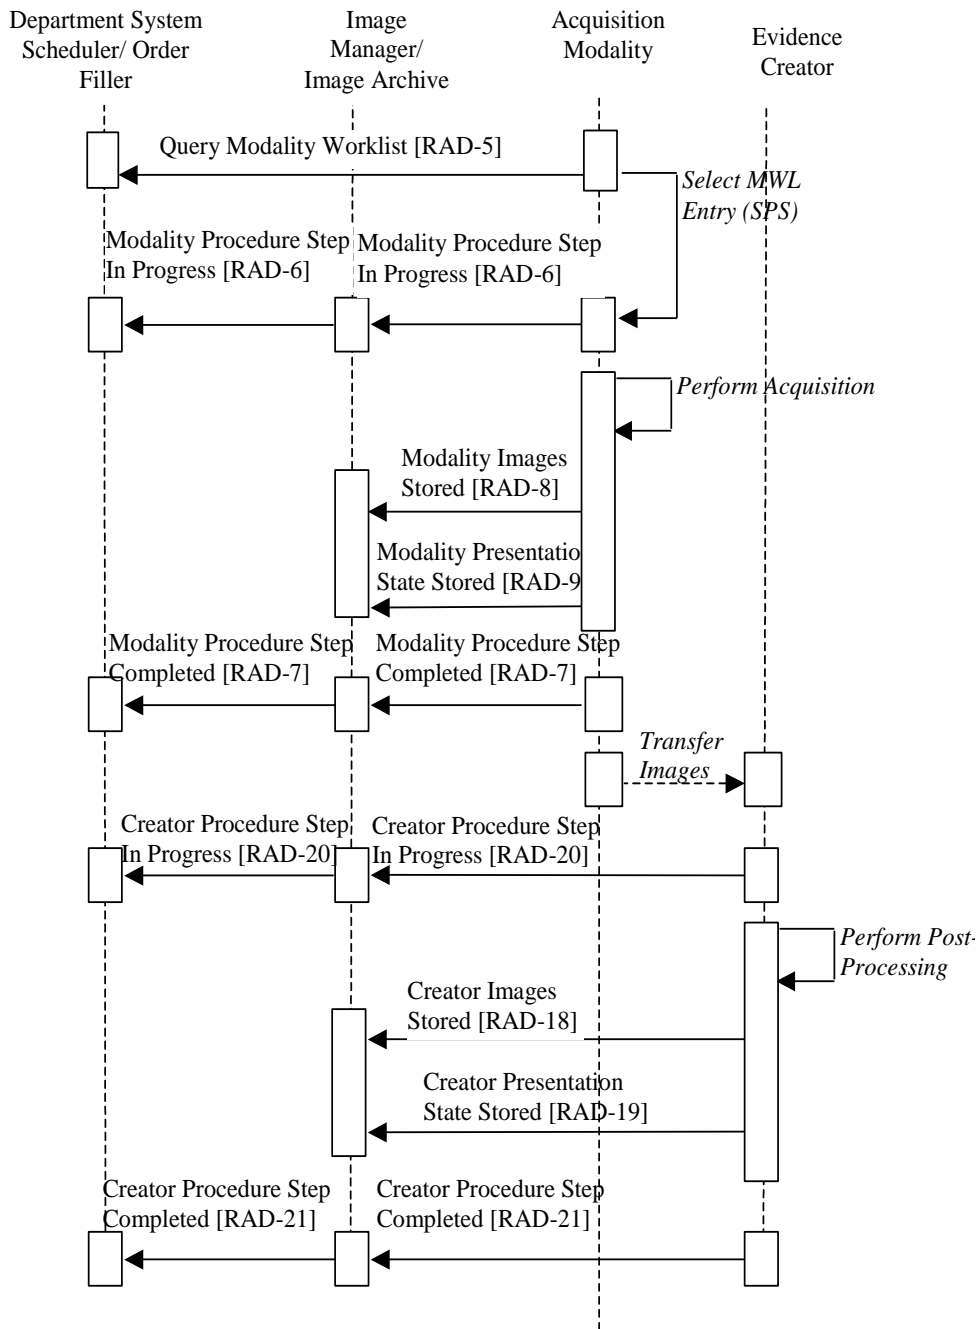 Department System
Scheduler/ Order
Filler
Image
Manager/
Image Archive
Acquisition
Modality
Evidence
Creator
Query Modality Worklist [RAD-5]
Select MWL
Entry (SPS)
Modality Procedure Step
In Progress [RAD-6]
Modality Procedure Step
In Progress [RAD-6]
Perform Acquisition
Modality Images
Stored [RAD-8]
Modality Presentatio
State Stored [RAD-9
Modality Procedure Step
Completed [RAD-7]
Modality Procedure Step
Completed [RAD-7]
Transfer
Images
Creator Procedure Step
In Progress [RAD-20]
Creator Procedure Step
In Progress [RAD-20]
Perform Post-
Processing
Creator Images
Stored [RAD-18]
Creator Presentation
State Stored [RAD-19]
Creator Procedure Step
Completed [RAD-21]
Creator Procedure Step
Completed [RAD-21]